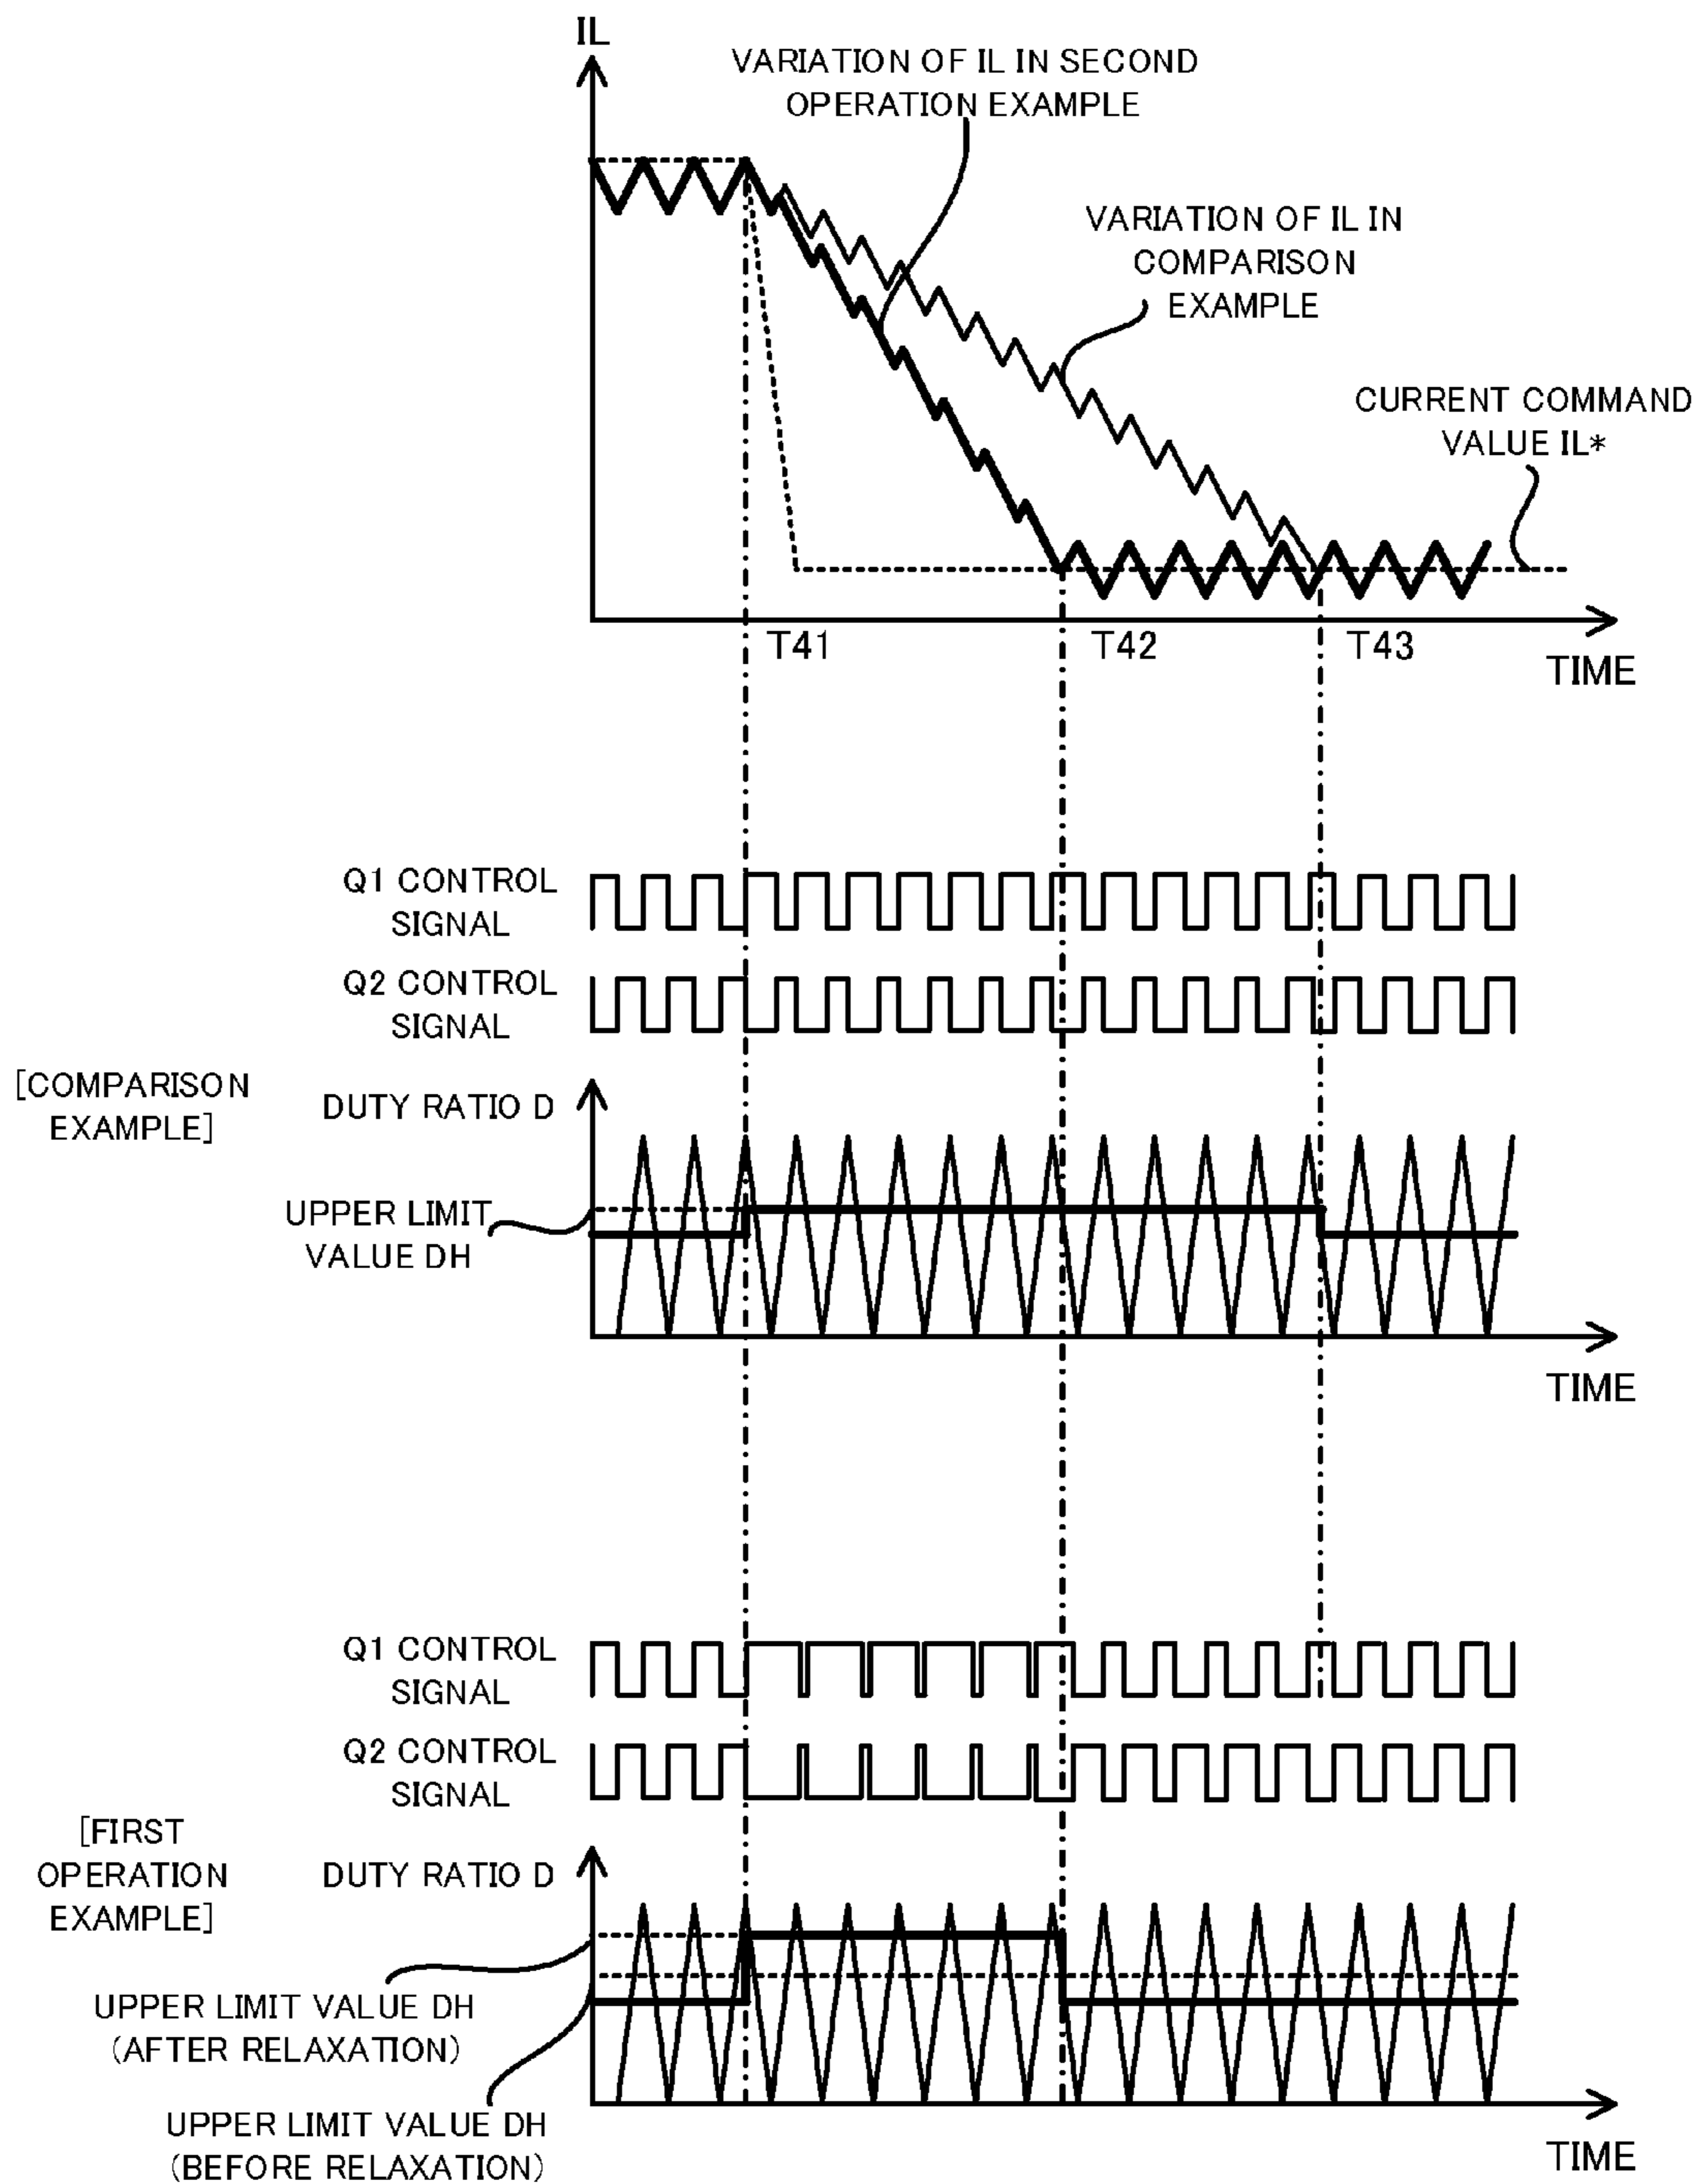 IL
VARIATION OF IL IN SECOND
OPERATION EXAMPLE
VARIATION OF IL IN
COMPARISON
EXAMPLE
CURRENT COMMAND
VALUE IL*
T41
T42
T43
TIME
Q1 CONTROL
SIGNAL
Q2 CONTROL
SIGNAL
[COMPARISON
EXAMPLE]
DUTY RATIO D
UPPER LIMIT
VALUE DH
TIME
Q1 CONTROL
SIGNAL
Q2 CONTROL
SIGNAL
[FIRST
OPERATION
EXAMPLE]
DUTY RATIO D
UPPER LIMIT VALUE DH
(AFTER RELAXATION)
UPPER LIMIT VALUE DH
(BEFORE RELAXATION)
TIME